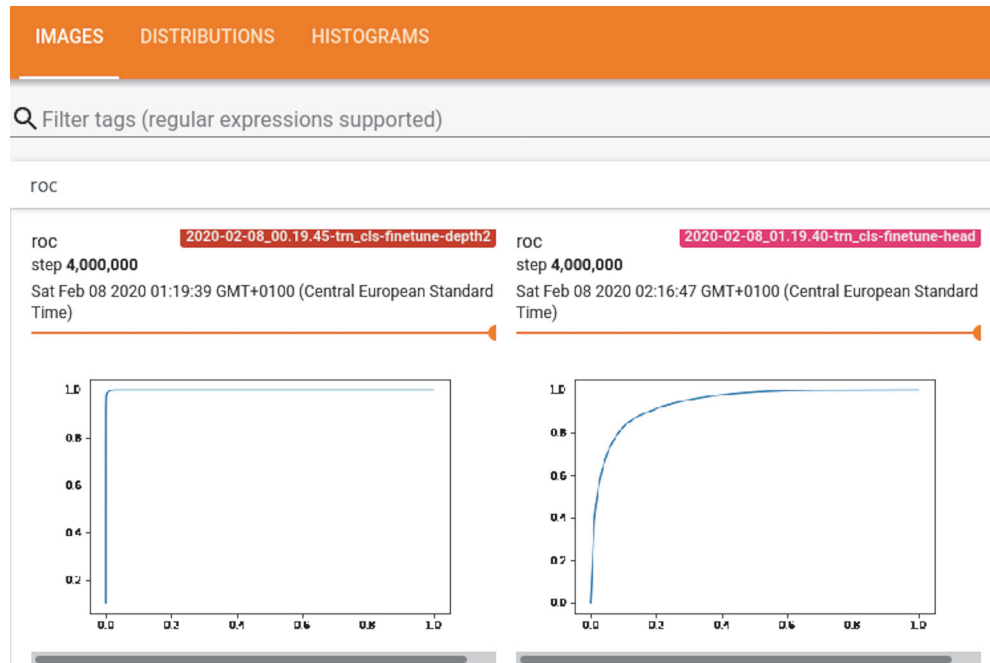 IMAGES DISTRIBUTIONS HISTOGRAMS
Filter tags (regular expressions supported)
roc
roc 2020-02-08_00.19.45-trn_cls-finetune-depth2
step 4,000,000
Sat Feb 08 2020 01:19:39 GMT+0100 (Central European Standard
Time)
1.0
0.8
0.6
0.4
0.2
0.0 0.2 0.4 0.6 0.8 1.0
roc 2020-02-08_01.19.40-trn_cls-finetune-head
step 4,000,000
Sat Feb 08 2020 02:16:47 GMT+0100 (Central European Standard
Time)
1.0
0.8
0.6
0.4
0.2
0.0
0.0 0.2 0.4 0.6 0.8 1.0